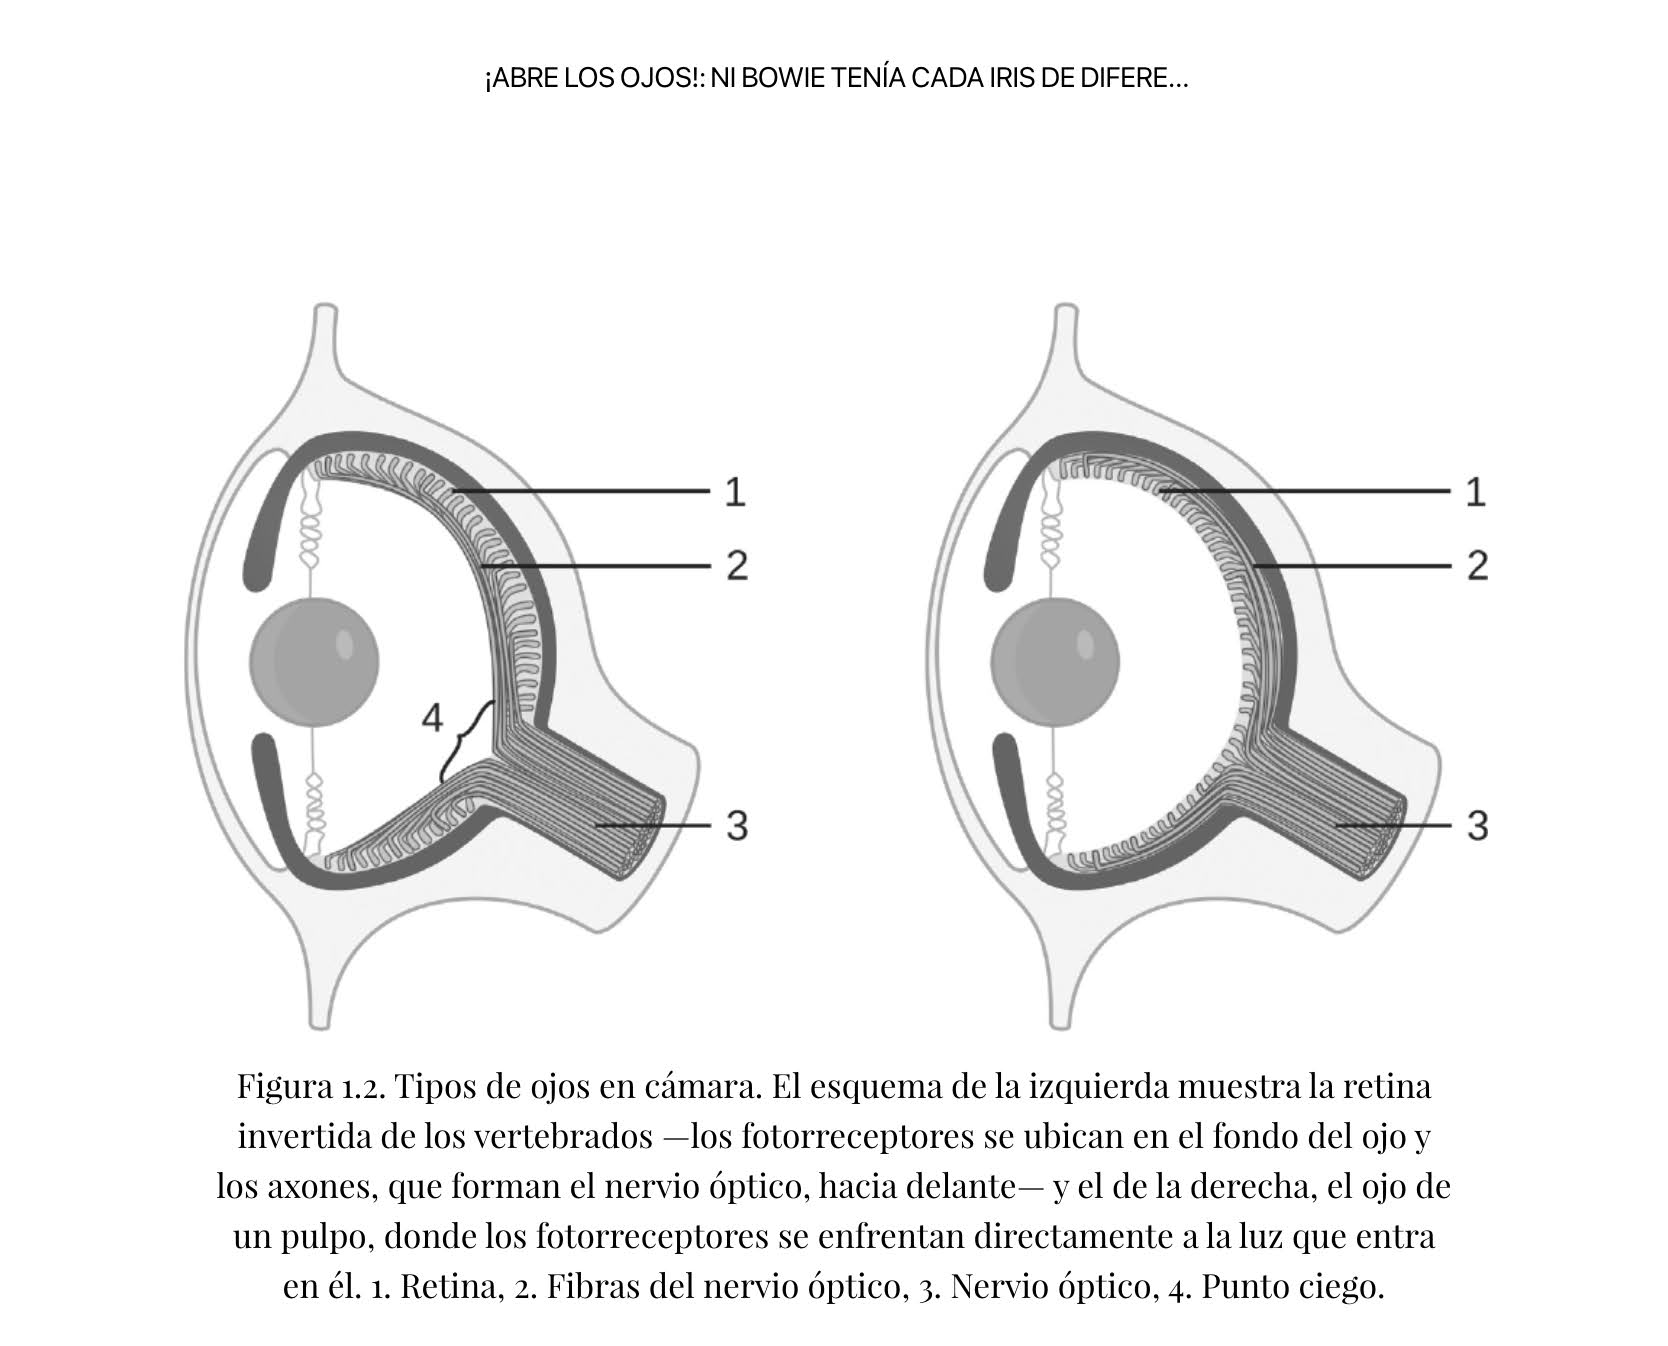 ¡ABRE LOS OJOS!: NI BOWIE TENÍA CADA IRIS DE DIFERE...
1
2
4
3
1
2
3
Figura 1.2. Tipos de ojos en cámara. El esquema de la izquierda muestra la retina
invertida de los vertebrados —los fotorreceptores se ubican en el fondo del ojo y
los axones, que forman el nervio óptico, hacia delante— y el de la derecha, el ojo de
un pulpo, donde los fotorreceptores se enfrentan directamente a la luz que entra
en él. 1. Retina, 2. Fibras del nervio óptico, 3. Nervio óptico, 4. Punto ciego.